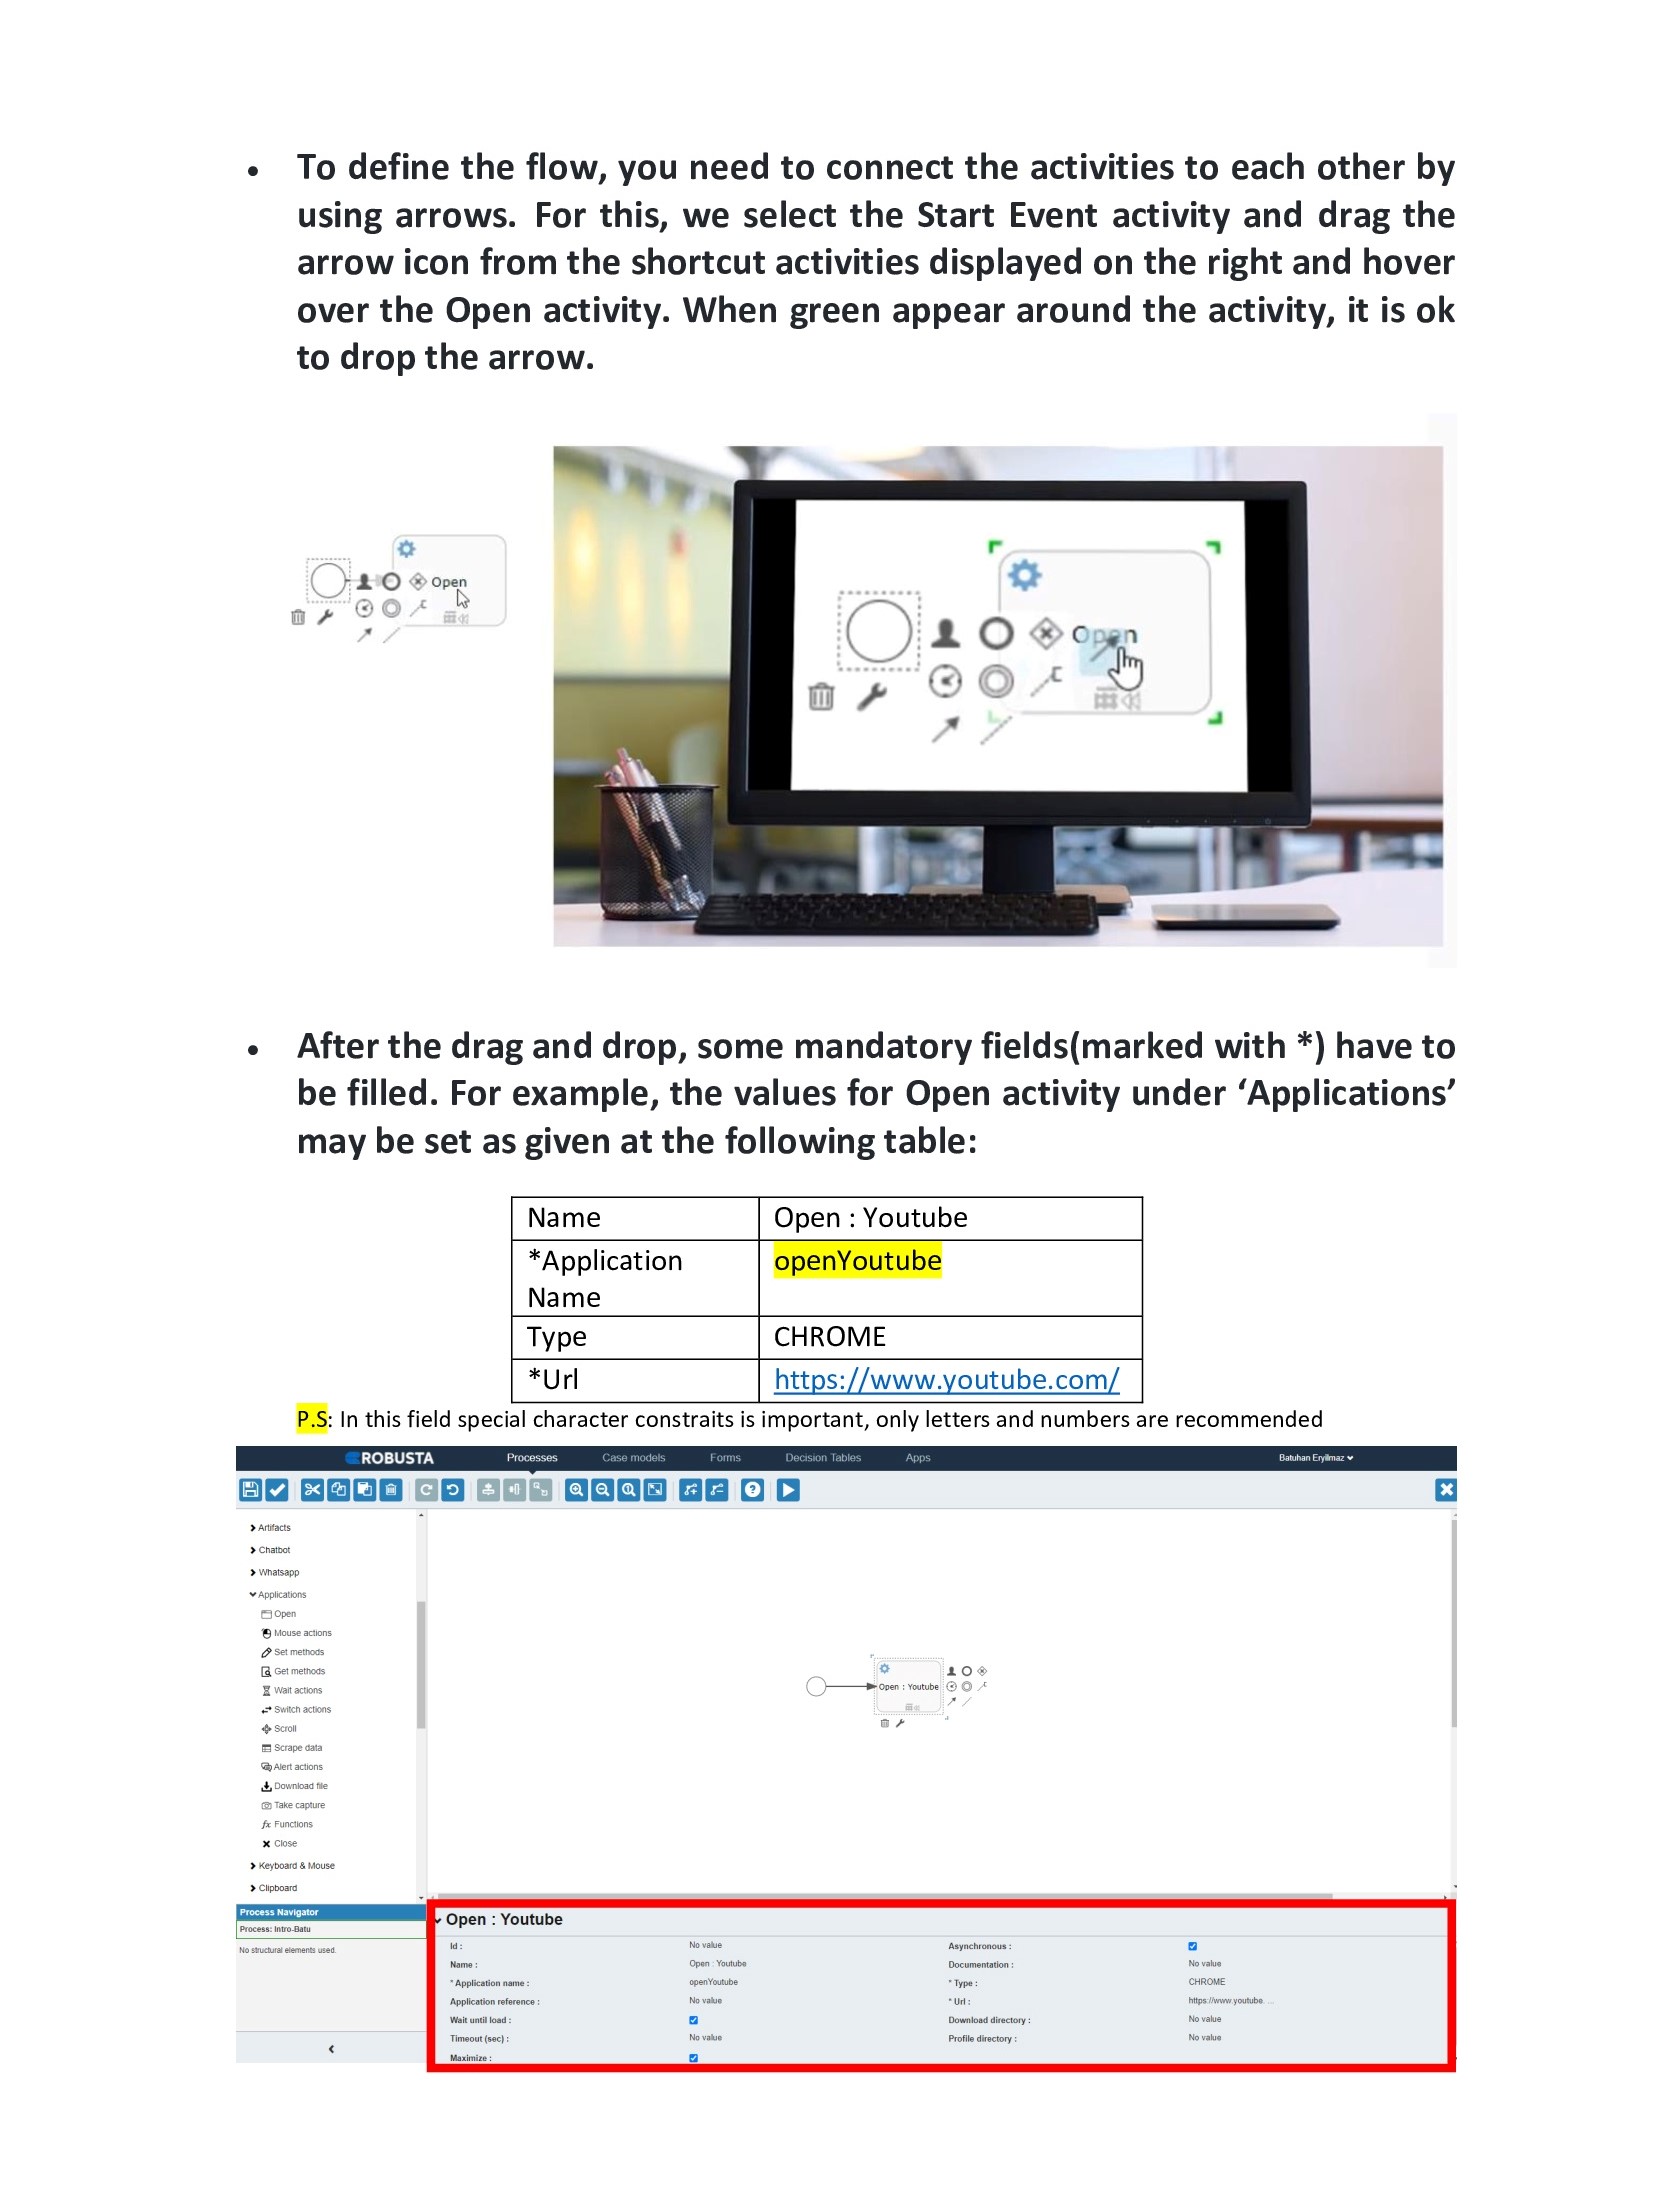 • To define the flow, you need to connect the activities to each other by
using arrows. For this, we select the Start Event activity and drag the
arrow icon from the shortcut activities displayed on the right and hover
over the Open activity. When green appear around the activity, it is ok
to drop the arrow.
Open
Open
• After the drag and drop, some mandatory fields(marked with *) have to
be filled. For example, the values for Open activity under ‘Applications’
may be set as given at the following table:
Name Open : Youtube
*Application openYoutube
Name
Type CHROME
*Url https://www.youtube.com/
P.S: In this field special character constraits is important, only letters and numbers are recommended
ROBUSTA Processes Case models Forms Decision Tables Apps Batuhan Eryilmaz
Artifacts
Chatbot
Whatsapp
Applications
Open
Mouse actions
Set methods
Get methods
Wait actions
Switch actions
Scroll
Scrape data
Alert actions
Download file
Take capture
fx Functions
Close
Keyboard & Mouse
Clipboard
Open : Youtube
Process Navigator
Process: Intro-Batu
No structural elements used.
Open : Youtube
Id : No value Asynchronous :
Name : Open : Youtube Documentation : No value
* Application name : openYoutube * Type : CHROME
Application reference : No value * Url : https://www.youtube. ...
Wait until load : Download directory : No value
Timeout (sec) : No value Profile directory : No value
Maximize :